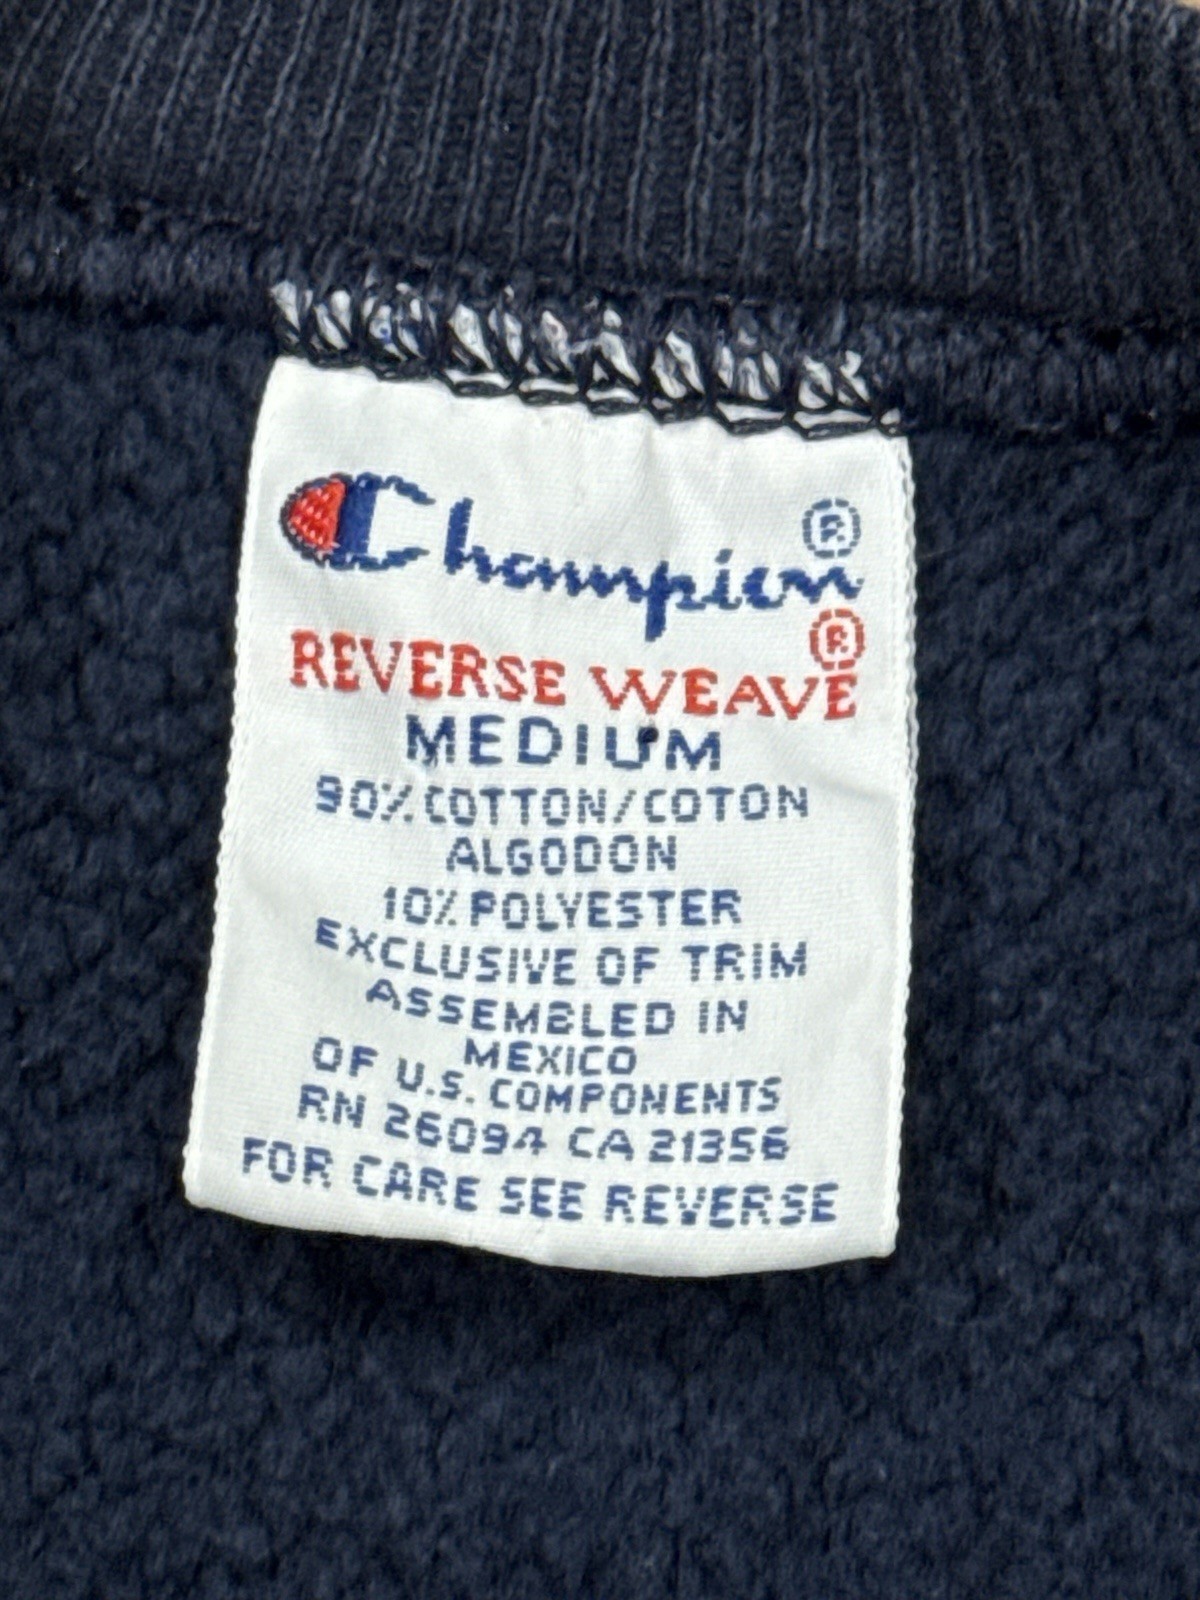 Champion®
REVERSE WEAVE®
MEDIUM
90% COTTON/COTON
ALGODON
10% POLYESTER
EXCLUSIVE OF TRIM
ASSEMBLED IN
MEXICO
OF U.S. COMPONENTS
RN 26094 CA 21356
FOR CARE SEE REVERSE